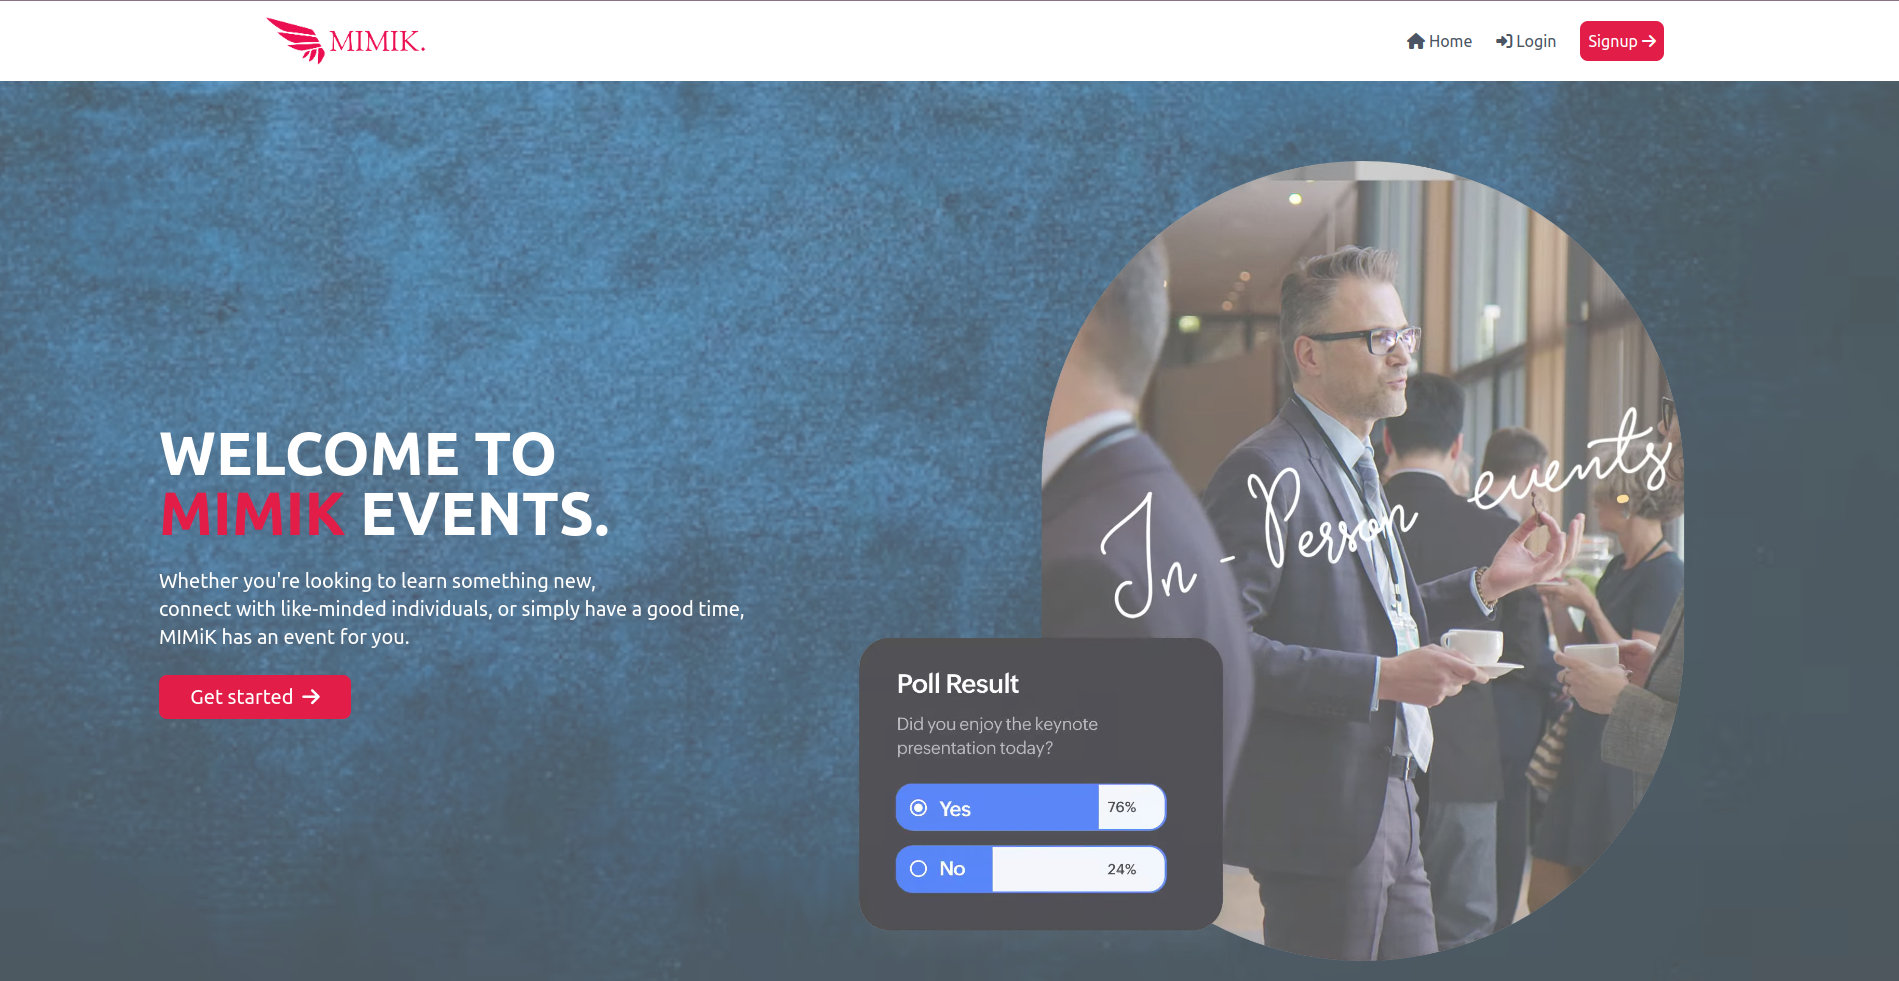 MIMIK.
Home
Login
Signup
WELCOME TO
MIMIK EVENTS.
Whether you're looking to learn something new,
connect with like-minded individuals, or simply have a good time,
MIMiK has an event for you.
Get started
In - Person events
Poll Result
Did you enjoy the keynote
presentation today?
Yes 76%
No 24%